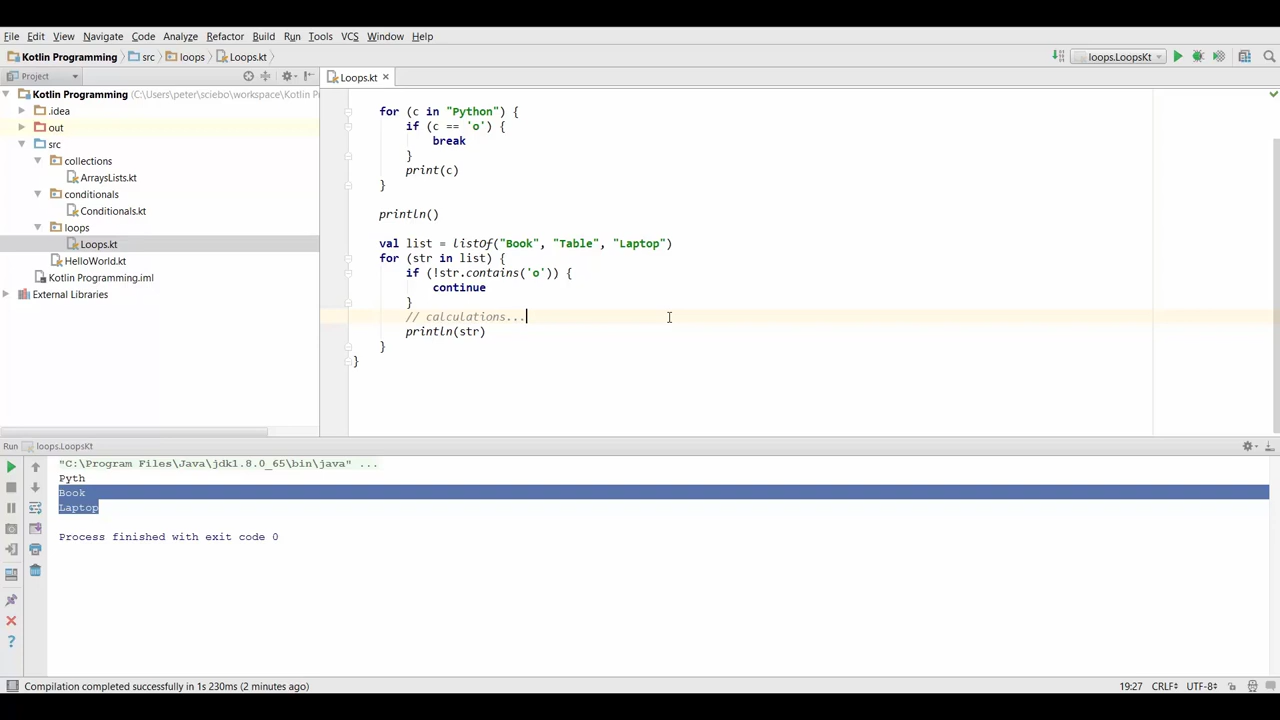 File Edit View Navigate Code Analyze Refactor Build Run Tools VCS Window Help
Kotlin Programming src loops Loops.kt loops.LoopsKt
Project Loops.kt
Kotlin Programming (C:\Users\peter\sciebo\workspace\Kotlin P
.idea
out
src
collections
ArraysLists.kt
conditionals
Conditionals.kt
loops
Loops.kt
HelloWorld.kt
Kotlin Programming.iml
External Libraries
for (c in "Python") {
if (c == 'o') {
break
}
print(c)
}
println()
val list = listOf("Book", "Table", "Laptop")
for (str in list) {
if (!str.contains('o')) {
continue
}
// calculations...
println(str)
}
}
Run loops.LoopsKt
"C:\Program Files\Java\jdk1.8.0_65\bin\java" ...
Pyth
Book
Laptop
Process finished with exit code 0
Compilation completed successfully in 1s 230ms (2 minutes ago) 19:27 CRLF UTF-8